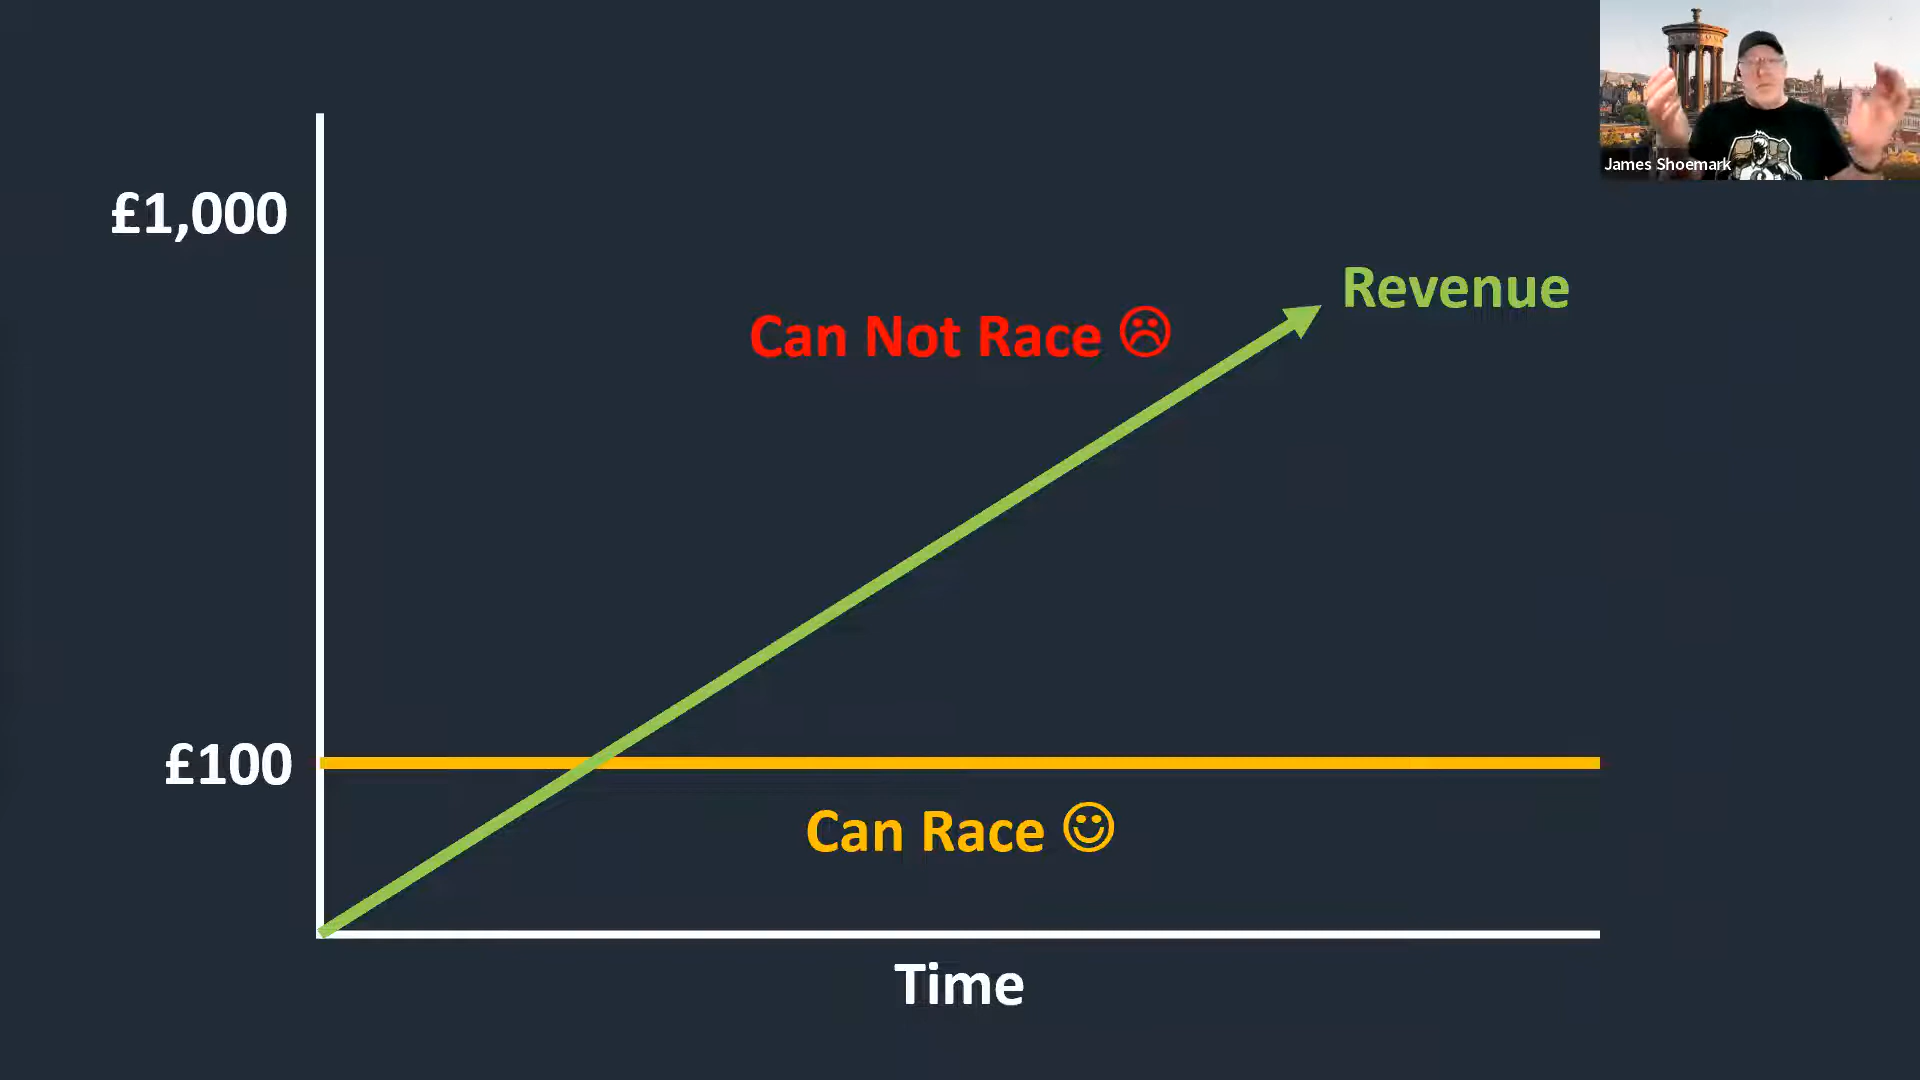 James Shoemark
£1,000
Revenue
Can Not Race ☹
£100
Can Race ☺
Time